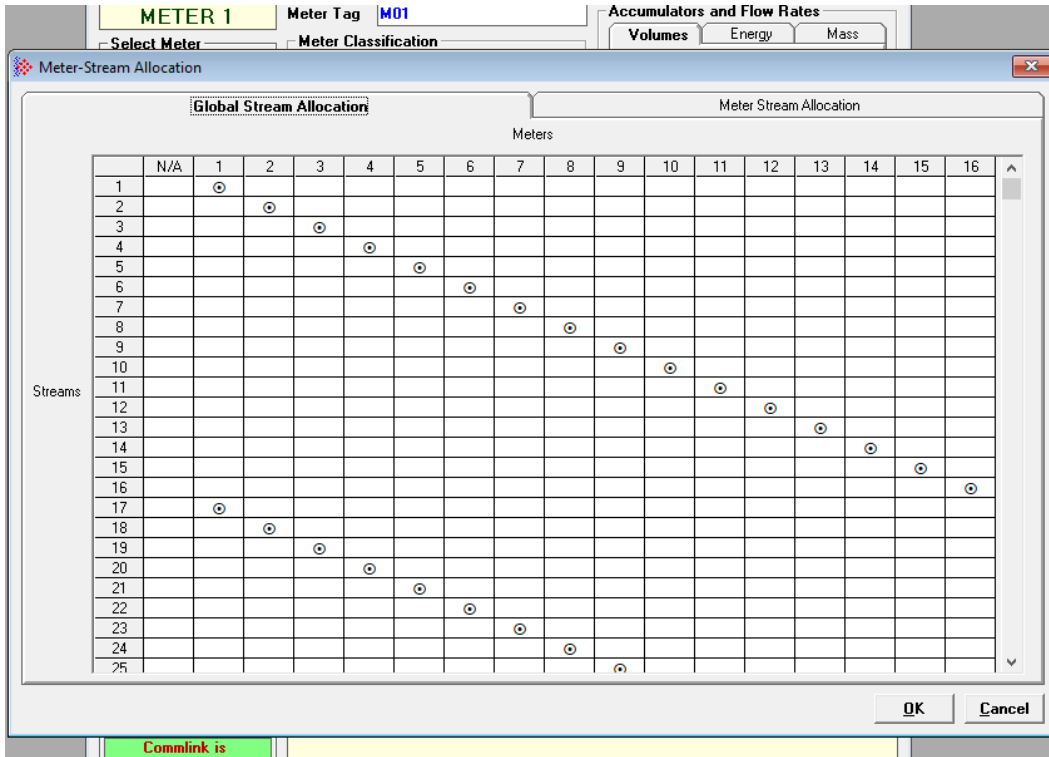 METER 1 Meter Tag M01 Accumulators and Flow Rates
Volumes Energy Mass
Select Meter Meter Classification
Meter-Stream Allocation
Global Stream Allocation Meter Stream Allocation
Meters
N/A 1 2 3 4 5 6 7 8 9 10 11 12 13 14 15 16
1
2
3
4
5
6
7
8
9
10
Streams 11
12
13
14
15
16
17
18
19
20
21
22
23
24
25
OK Cancel
Commlink is